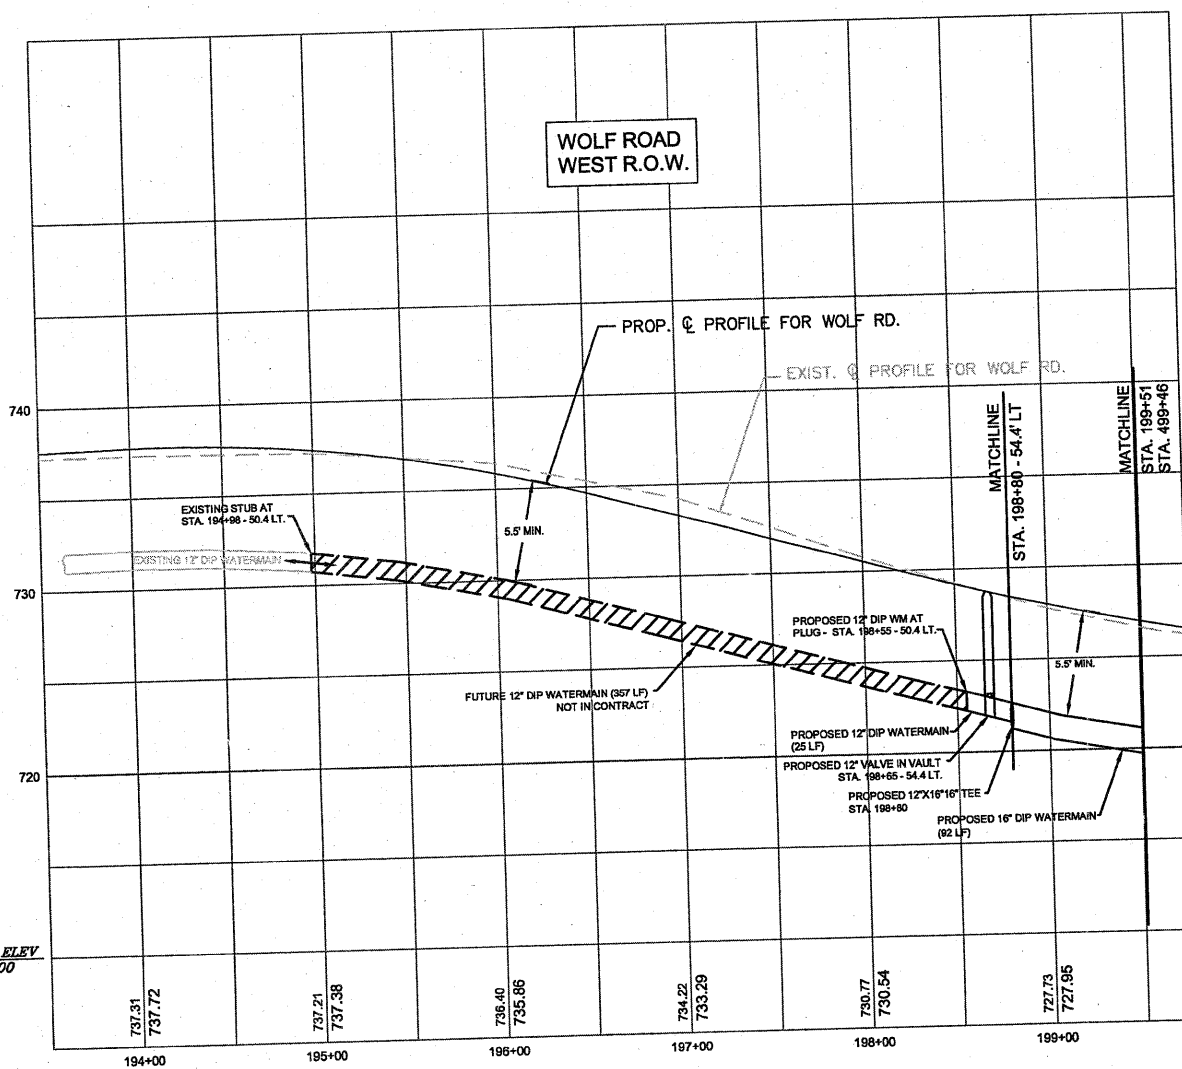 WOLF ROAD
WEST R.O.W.
PROP. ℄ PROFILE FOR WOLF RD.
EXIST. ℄ PROFILE FOR WOLF RD.
740
730
720
MATCHLINE
STA. 198+80 - 54.4' LT
MATCHLINE
STA. 199+51
STA. 499+46
EXISTING STUB AT
STA. 194+98 - 50.4 LT.
EXISTING 12" DIP WATERMAIN
5.5' MIN.
PROPOSED 12" DIP WM AT
PLUG - STA. 198+55 - 50.4 LT.
5.5' MIN.
FUTURE 12" DIP WATERMAIN (357 LF)
NOT IN CONTRACT
PROPOSED 12" DIP WATERMAIN
(25 LF)
PROPOSED 12" VALVE IN VAULT
STA. 198+65 - 54.4 LT.
PROPOSED 12"X16"16" TEE
STA. 198+80
PROPOSED 16" DIP WATERMAIN
(92 LF)
ELEV
00
737.31
737.72
737.21
737.38
736.40
735.86
734.22
733.29
730.77
730.54
727.73
727.95
194+00
195+00
196+00
197+00
198+00
199+00